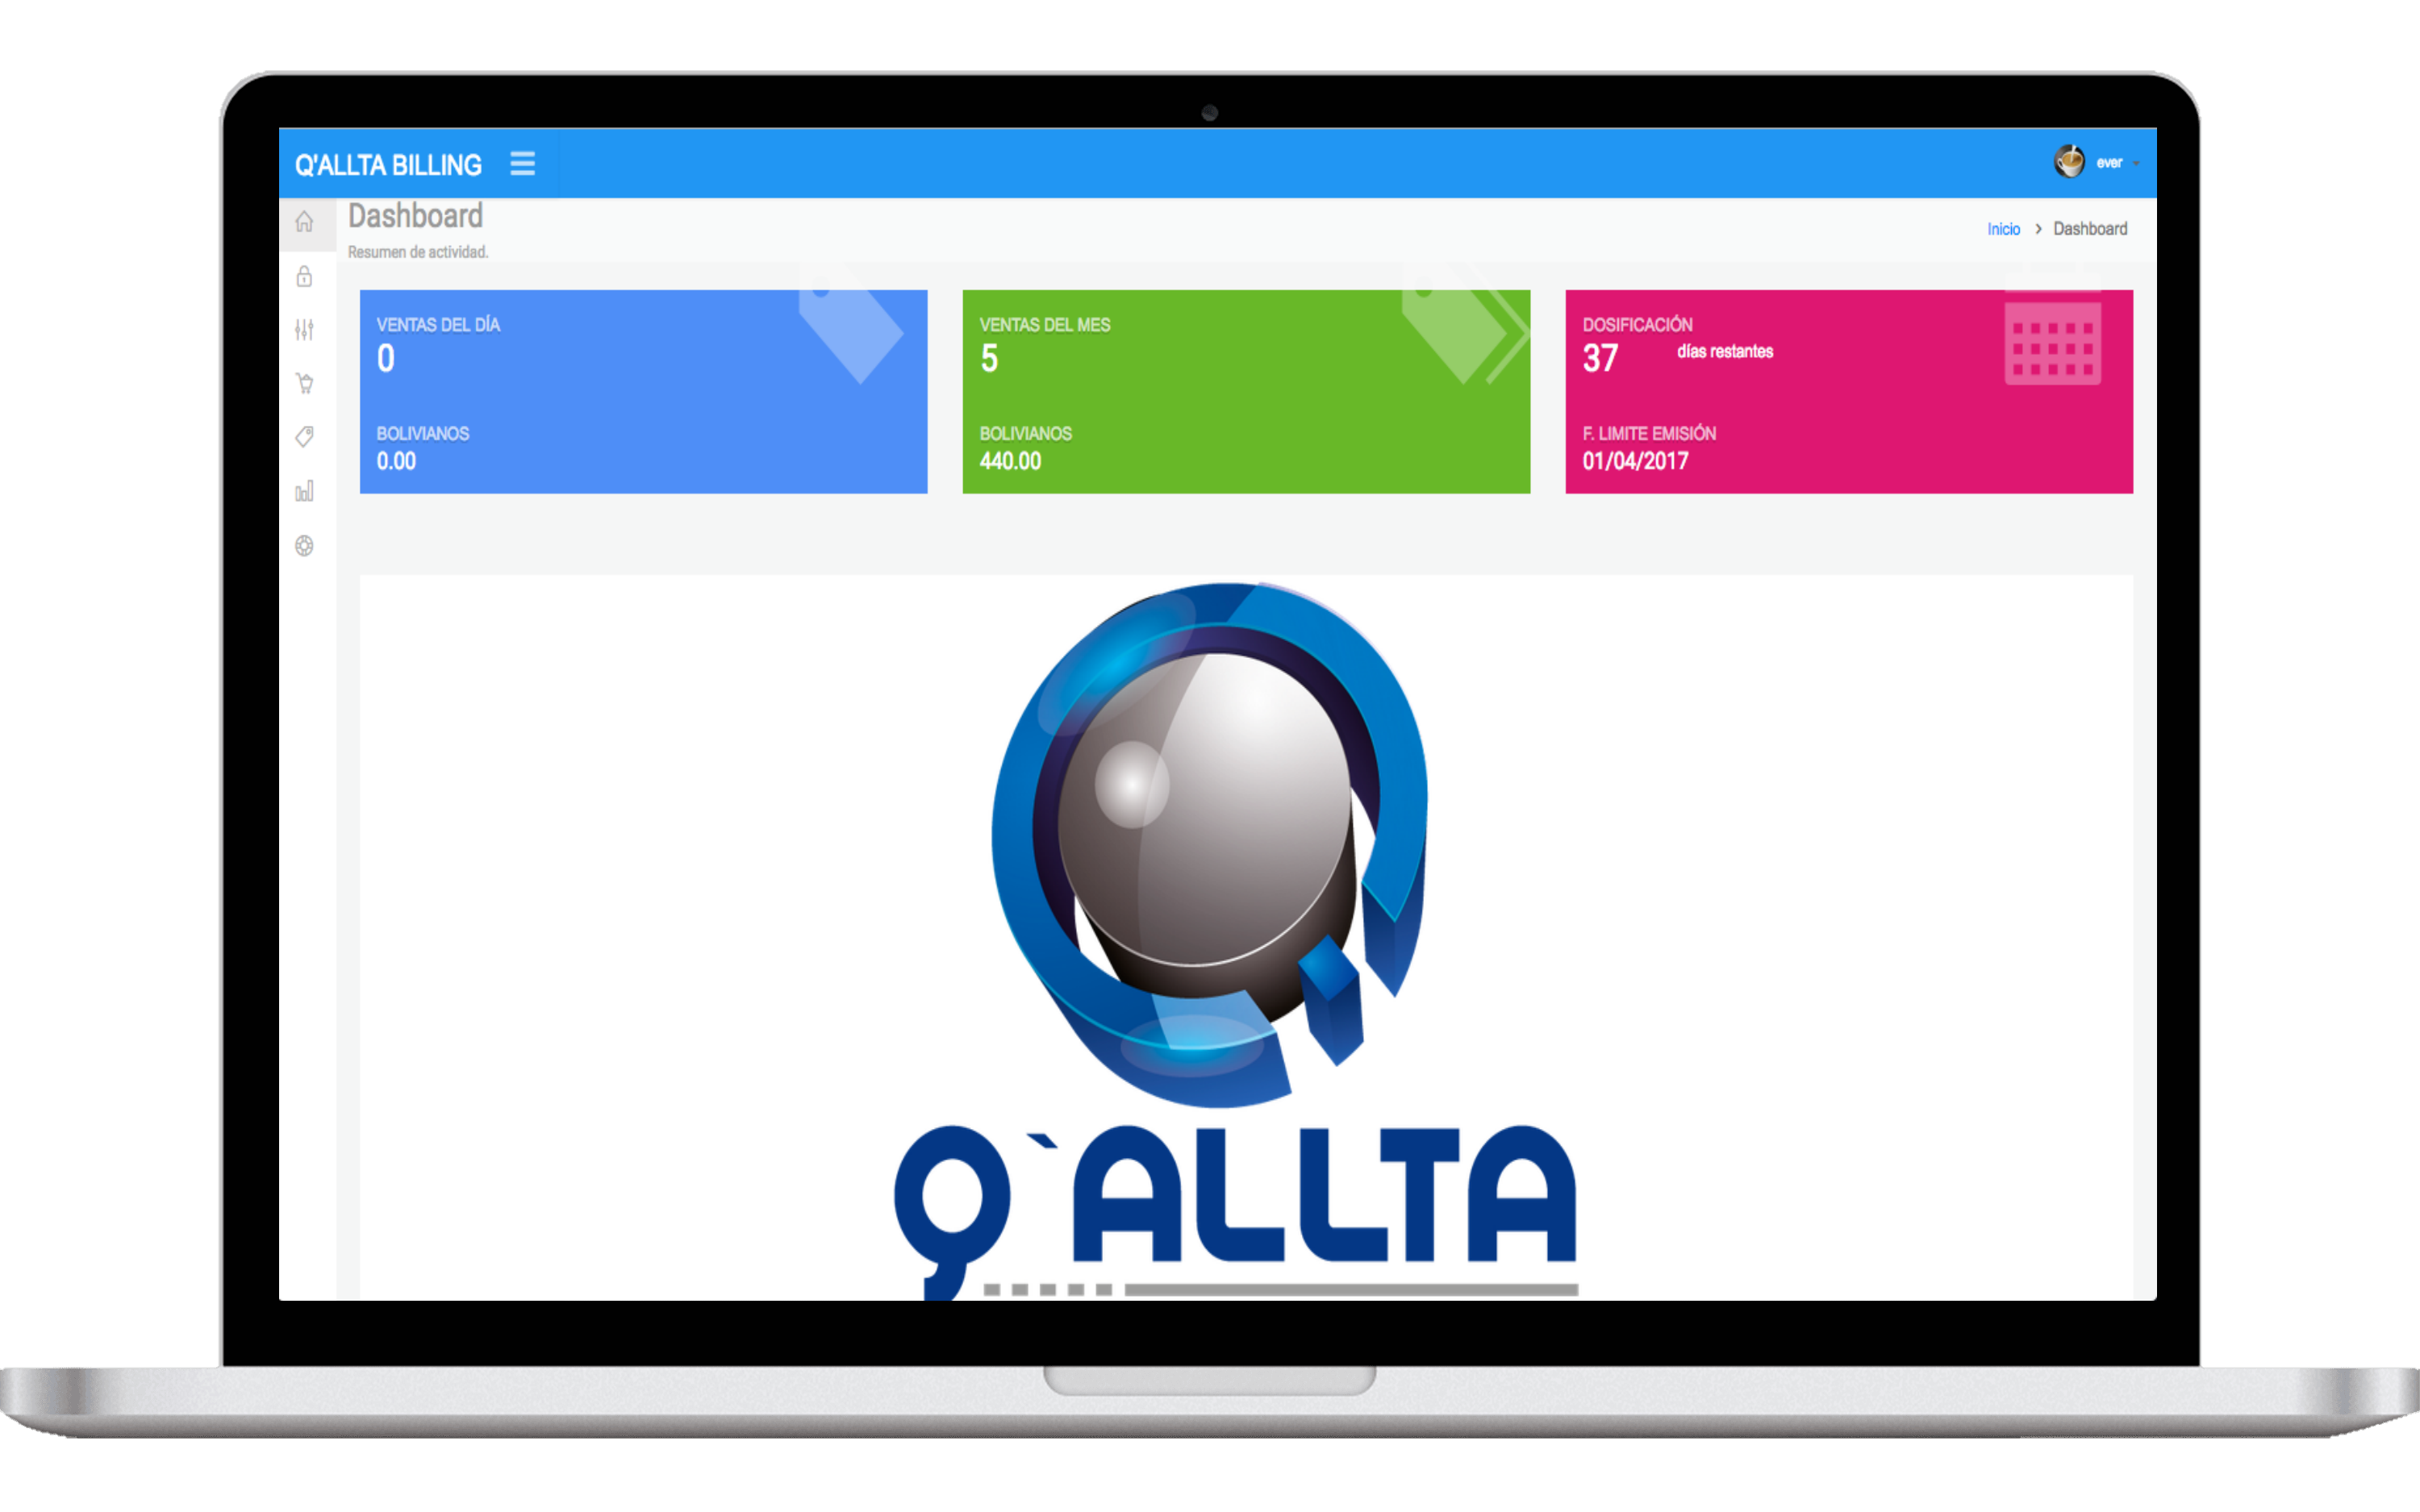 Q'ALLTA BILLING
ever
Dashboard
Resumen de actividad.
Inicio > Dashboard
VENTAS DEL DÍA
0
BOLIVIANOS
0.00
VENTAS DEL MES
5
BOLIVIANOS
440.00
DOSIFICACIÓN
37 días restantes
F. LIMITE EMISIÓN
01/04/2017
Q`ALLTA